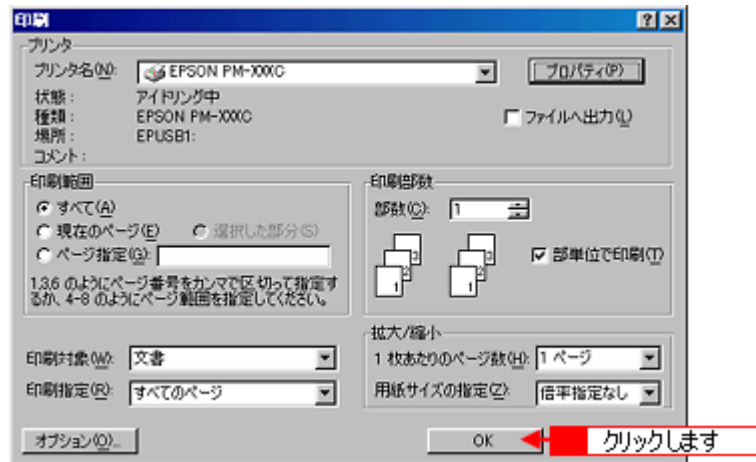 印刷
プリンタ
プリンタ名(N): EPSON PM-XXXC プロパティ(P)
状態: アイドリング中
種類: EPSON PM-XXXC ファイルへ出力(L)
場所: EPUSB1:
コメント:
印刷範囲
すべて(A)
現在のページ(E) 選択した部分(S)
ページ指定(G):
1,3,6 のようにページ番号をカンマで区切って指定す
るか、4-8 のようにページ範囲を指定してください。
印刷部数
部数(C): 1
部単位で印刷(T)
1 2 3 1 2 3
印刷対象(W): 文書
印刷指定(R): すべてのページ
拡大/縮小
1 枚あたりのページ数(H): 1 ページ
用紙サイズの指定(Z): 倍率指定なし
オプション(O)... OK クリックします